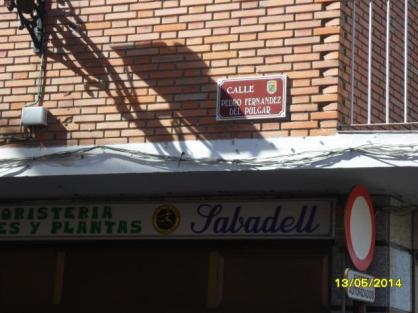 CALLE
PEDRO FERNANDEZ
DEL PULGAR
ORISTERIA
ES Y PLANTAS
Sabadell
13/05/2014